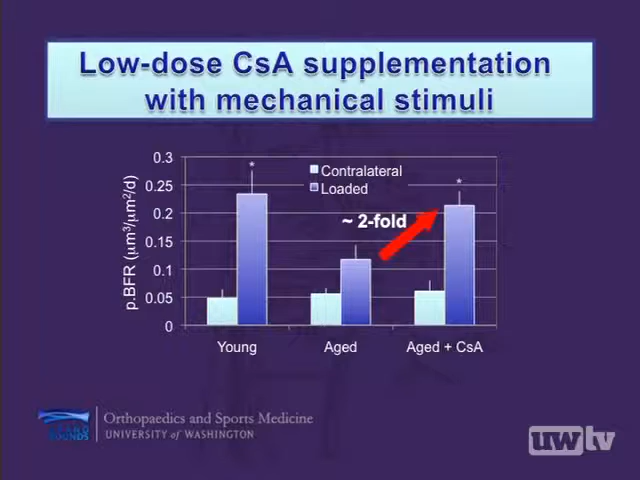 Low-dose CsA supplementation
with mechanical stimuli
0.3
0.25
0.2
0.15
0.1
0.05
0
p.BFR (μm³/μm²/d)
*
Contralateral
Loaded
*
~ 2-fold
Young
Aged
Aged + CsA
GRAND
ROUNDS
Orthopaedics and Sports Medicine
UNIVERSITY of WASHINGTON
uwtv